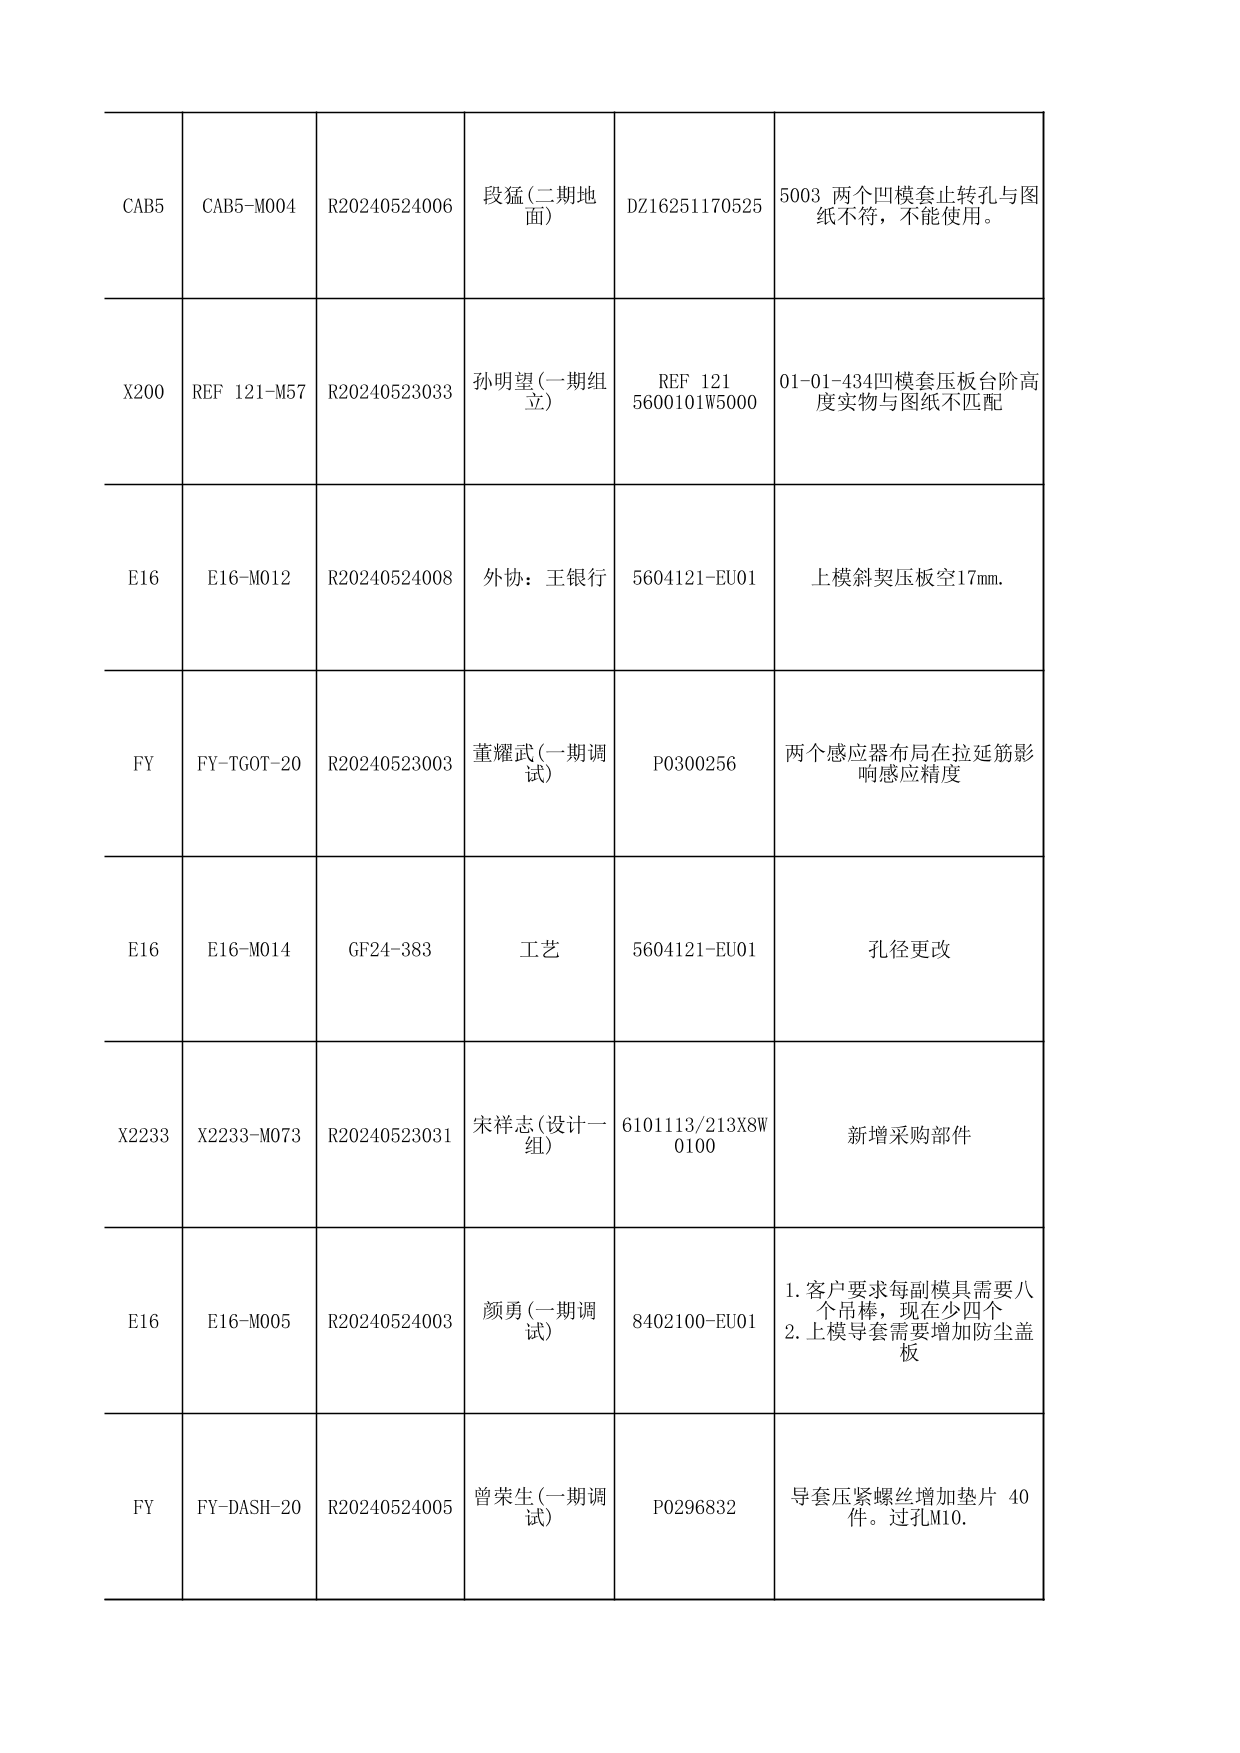 CAB5
CAB5-M004
R20240524006
段猛(二期地
面)
DZ16251170525
5003 两个凹模套止转孔与图
纸不符，不能使用。
X200
REF 121-M57
R20240523033
孙明望(一期组
立)
REF 121
5600101W5000
01-01-434凹模套压板台阶高
度实物与图纸不匹配
E16
E16-M012
R20240524008
外协：王银行
5604121-EU01
上模斜契压板空17mm.
FY
FY-TGOT-20
R20240523003
董耀武(一期调
试)
P0300256
两个感应器布局在拉延筋影
响感应精度
E16
E16-M014
GF24-383
工艺
5604121-EU01
孔径更改
X2233
X2233-M073
R20240523031
宋祥志(设计一
组)
6101113/213X8W
0100
新增采购部件
E16
E16-M005
R20240524003
颜勇(一期调
试)
8402100-EU01
1.客户要求每副模具需要八
个吊棒，现在少四个
2.上模导套需要增加防尘盖
板
FY
FY-DASH-20
R20240524005
曾荣生(一期调
试)
P0296832
导套压紧螺丝增加垫片 40
件。过孔M10.